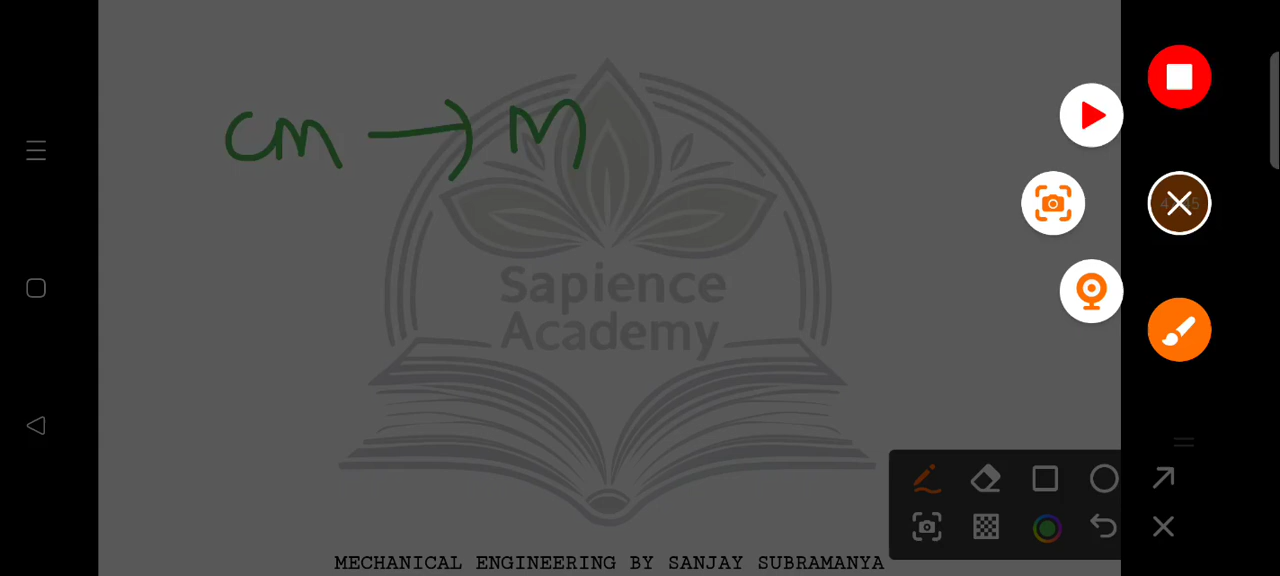 cm → m
Sapience
Academy
MECHANICAL ENGINEERING BY SANJAY SUBRAMANYA